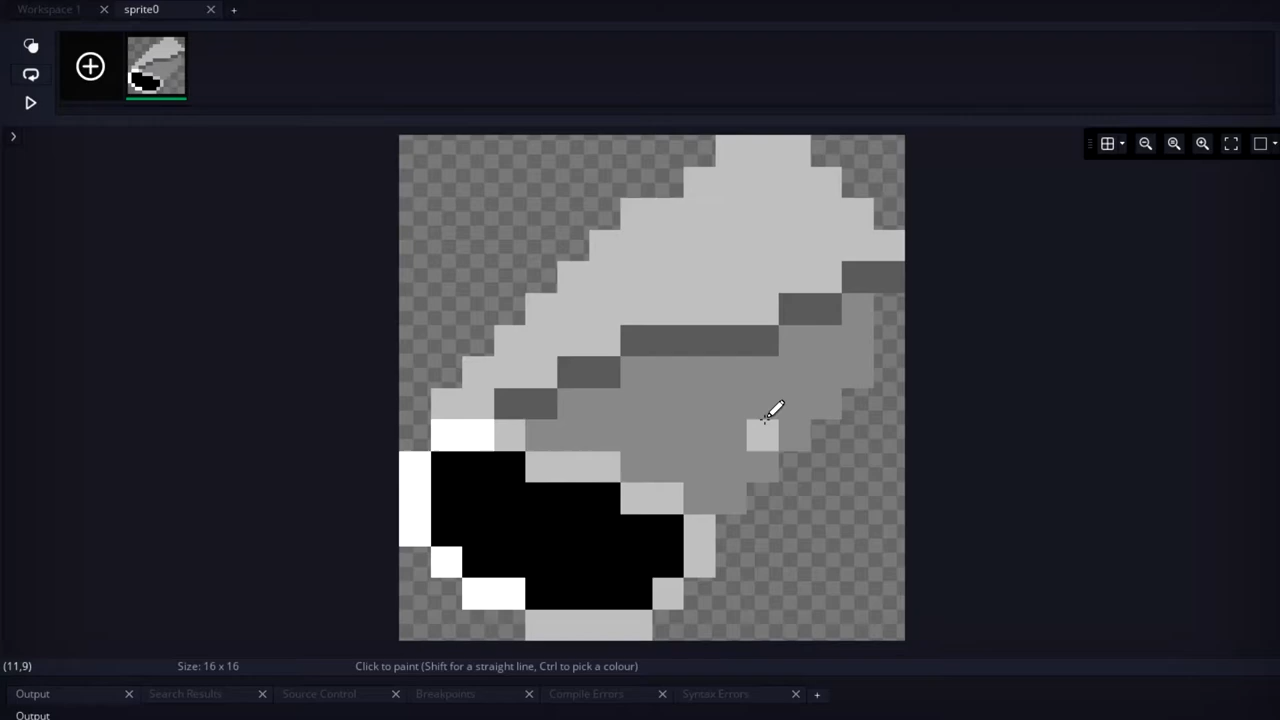 Workspace 1
sprite0
(11,9)
Size: 16 x 16
Click to paint (Shift for a straight line, Ctrl to pick a colour)
Output
Search Results
Source Control
Breakpoints
Compile Errors
Syntax Errors
Output